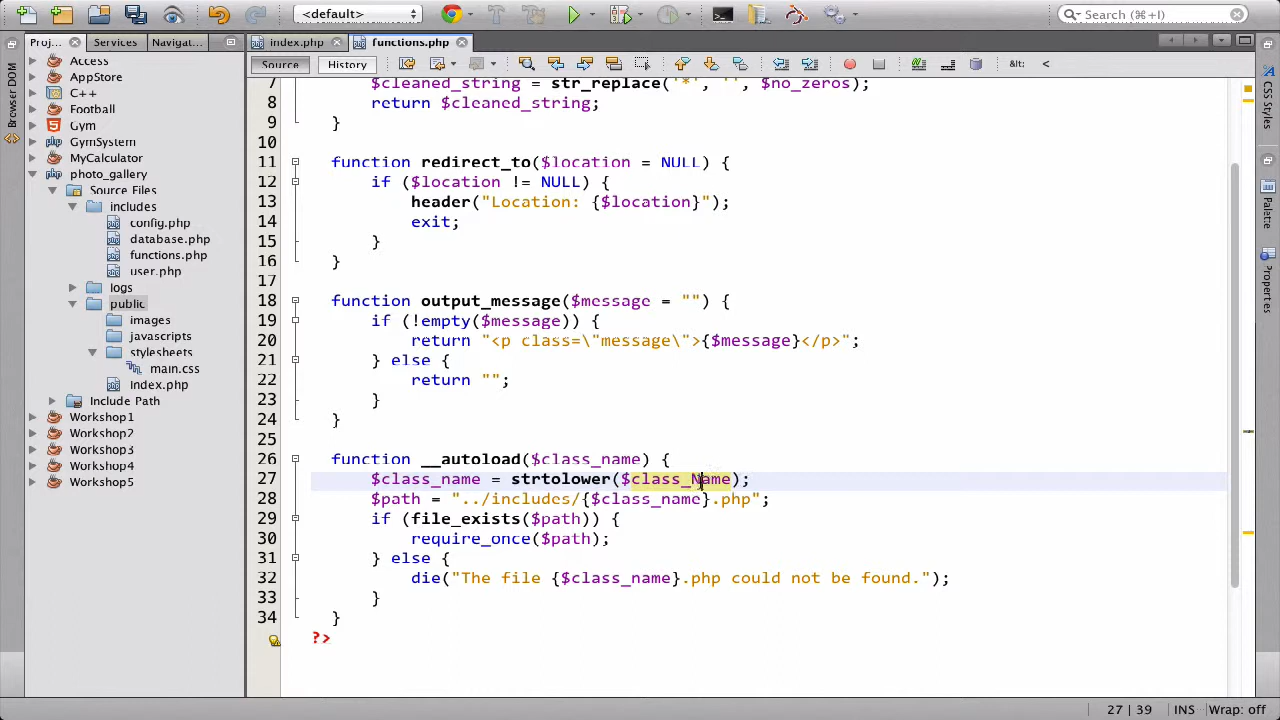 <default>
Search (⌘+I)
Proj...
Services
Navigat...
index.php
functions.php
Source
History
Browser DOM
CSS Styles
Palette
Properties
Access
AppStore
C++
Football
Gym
GymSystem
MyCalculator
photo_gallery
Source Files
includes
config.php
database.php
functions.php
user.php
logs
public
images
javascripts
stylesheets
main.css
index.php
Include Path
Workshop1
Workshop2
Workshop3
Workshop4
Workshop5
7 $cleaned_string = str_replace('*', '', $no_zeros);
8 return $cleaned_string;
9 }
10
11 function redirect_to($location = NULL) {
12 if ($location != NULL) {
13 header("Location: {$location}");
14 exit;
15 }
16 }
17
18 function output_message($message = "") {
19 if (!empty($message)) {
20 return "<p class=\"message\">{$message}</p>";
21 } else {
22 return "";
23 }
24 }
25
26 function __autoload($class_name) {
27 $class_name = strtolower($class_Name);
28 $path = "../includes/{$class_name}.php";
29 if (file_exists($path)) {
30 require_once($path);
31 } else {
32 die("The file {$class_name}.php could not be found.");
33 }
34 }
?>
27 | 39 INS Wrap: off